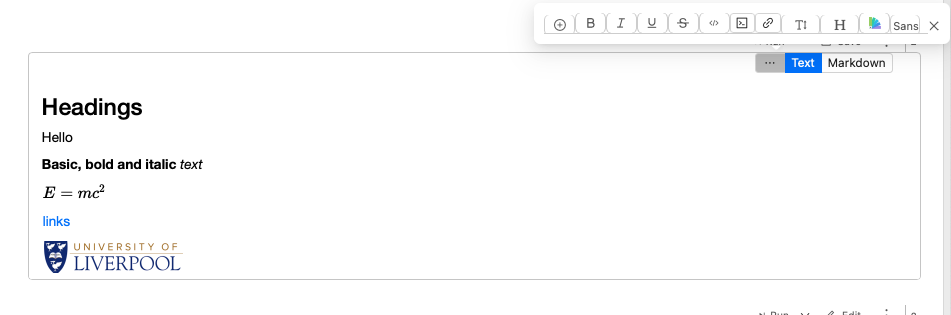 B I U S </> T↕ H Sans ×
... Text Markdown
Headings
Hello
Basic, bold and italic text
E = mc²
links
UNIVERSITY OF
LIVERPOOL
Run Edit